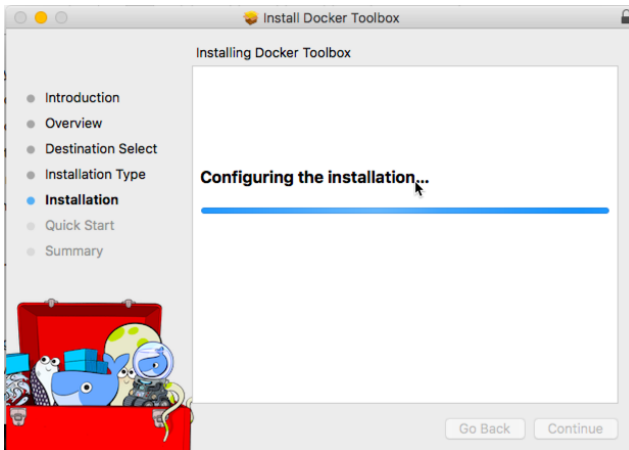 Install Docker Toolbox
Installing Docker Toolbox
Introduction
Overview
Destination Select
Installation Type
Installation
Quick Start
Summary
Configuring the installation...
Go Back
Continue